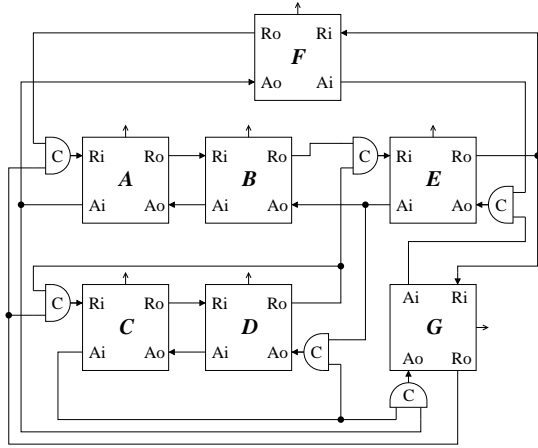 Ro Ri
F
Ao Ai
C Ri Ro Ri Ro C Ri Ro
A B E
Ai Ao Ai Ao Ai Ao C
C Ri Ro Ri Ro Ai Ri
C D G
Ai Ao Ai Ao C Ao Ro
C